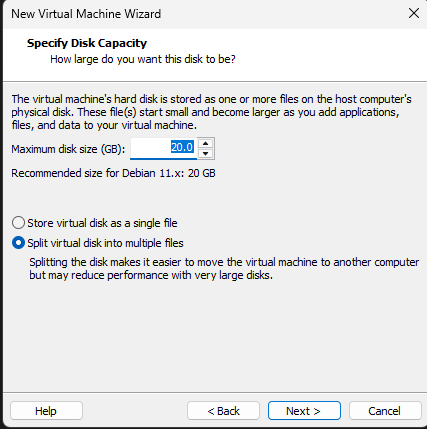 New Virtual Machine Wizard
Specify Disk Capacity
How large do you want this disk to be?
The virtual machine's hard disk is stored as one or more files on the host computer's
physical disk. These file(s) start small and become larger as you add applications,
files, and data to your virtual machine.
Maximum disk size (GB): 20.0
Recommended size for Debian 11.x: 20 GB
Store virtual disk as a single file
Split virtual disk into multiple files
Splitting the disk makes it easier to move the virtual machine to another computer
but may reduce performance with very large disks.
Help < Back Next > Cancel